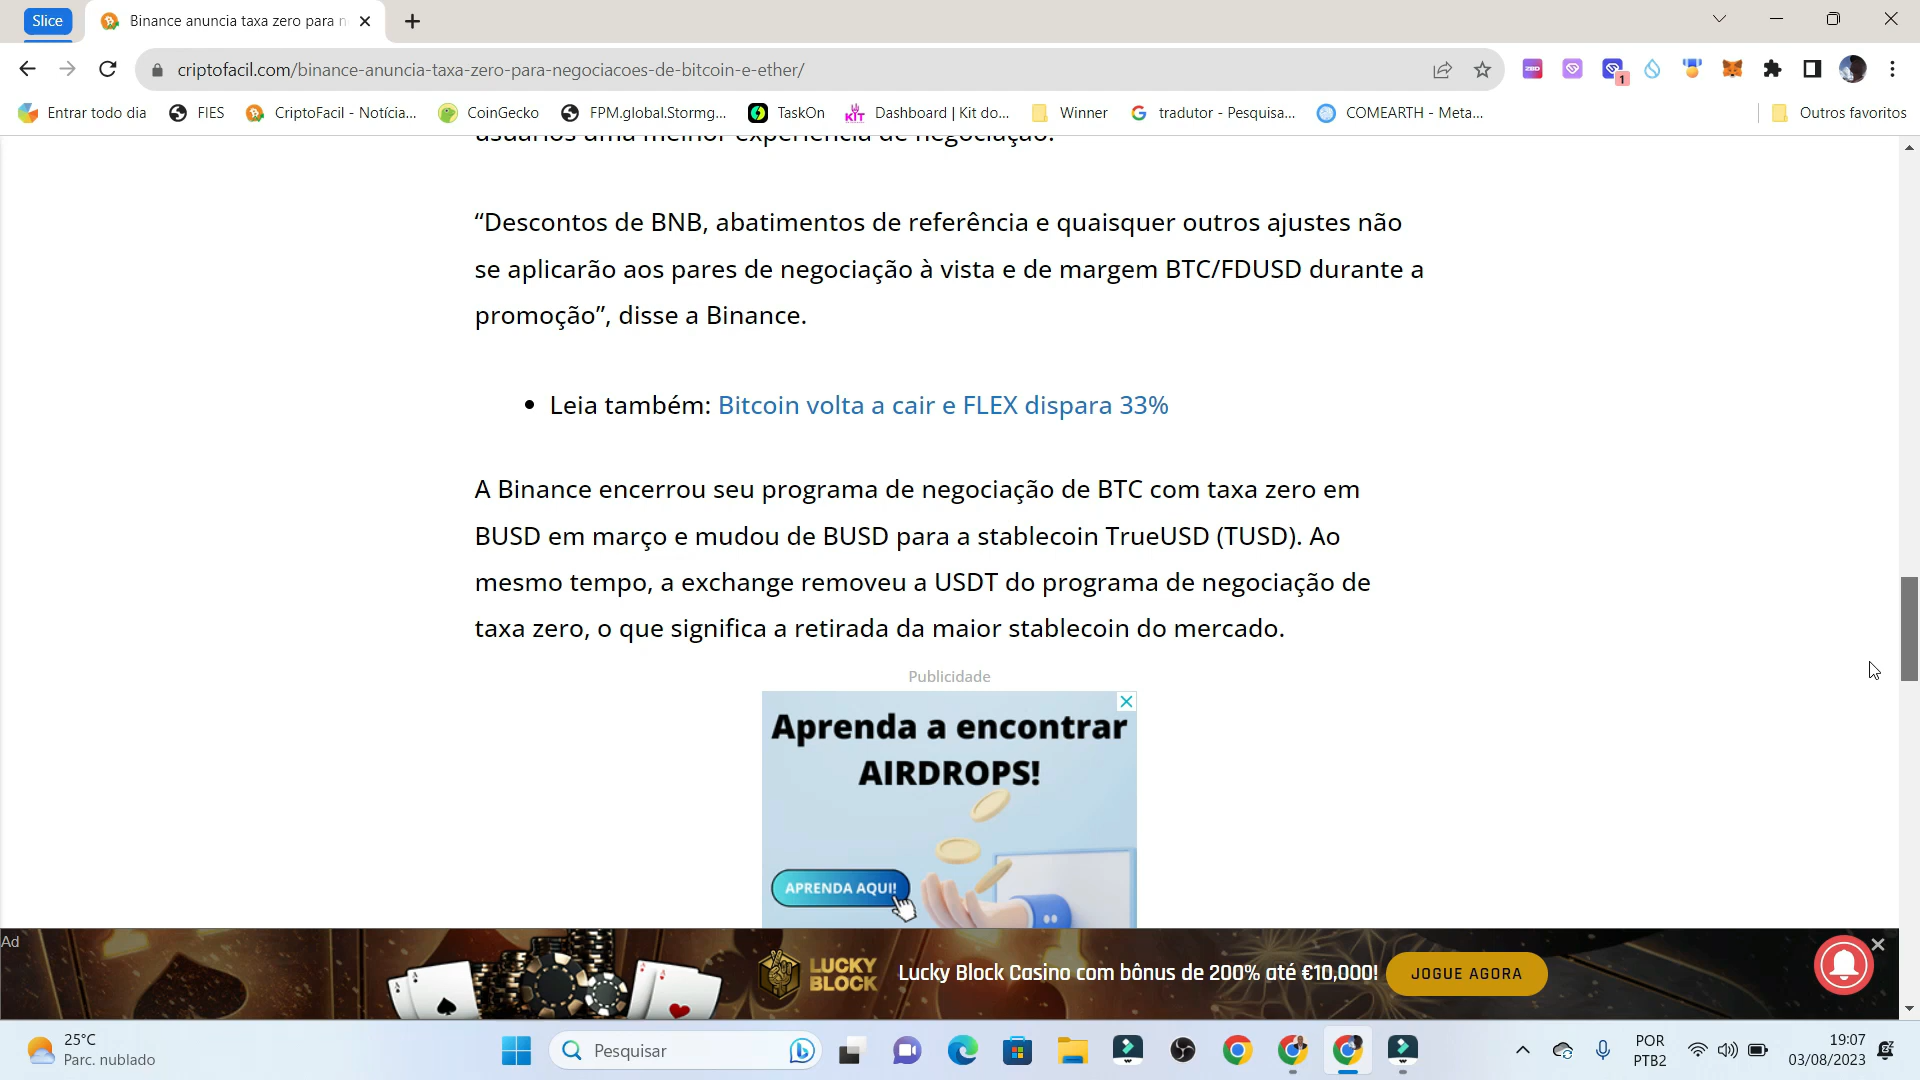 Slice
Binance anuncia taxa zero para n
criptofacil.com/binance-anuncia-taxa-zero-para-negociacoes-de-bitcoin-e-ether/
ZBD
1
Entrar todo dia
FIES
CriptoFacil - Notícia...
CoinGecko
FPM.global.Stormg...
TaskOn
KIT
Dashboard | Kit do...
Winner
tradutor - Pesquisa...
COMEARTH - Meta...
Outros favoritos
usuários uma melhor experiência de negociação.
“Descontos de BNB, abatimentos de referência e quaisquer outros ajustes não
se aplicarão aos pares de negociação à vista e de margem BTC/FDUSD durante a
promoção”, disse a Binance.
• Leia também: Bitcoin volta a cair e FLEX dispara 33%
A Binance encerrou seu programa de negociação de BTC com taxa zero em
BUSD em março e mudou de BUSD para a stablecoin TrueUSD (TUSD). Ao
mesmo tempo, a exchange removeu a USDT do programa de negociação de
taxa zero, o que significa a retirada da maior stablecoin do mercado.
Publicidade
Aprenda a encontrar
AIRDROPS!
APRENDA AQUI!
Ad
LUCKY
BLOCK
Lucky Block Casino com bônus de 200% até €10,000!
JOGUE AGORA
25°C
Parc. nublado
Pesquisar
POR
PTB2
19:07
03/08/2023